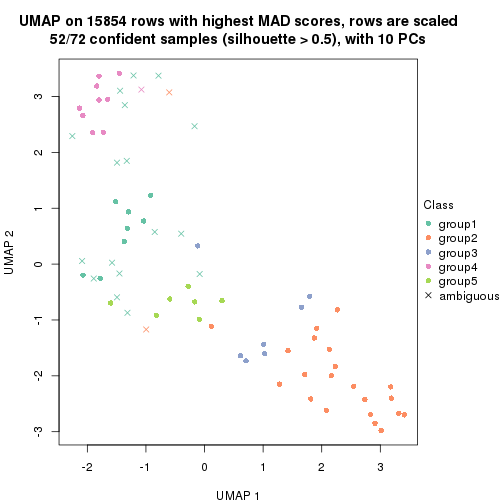 UMAP on 15854 rows with highest MAD scores, rows are scaled
52/72 confident samples (silhouette > 0.5), with 10 PCs
3
2
1
0
-1
-2
-3
UMAP 2
-2
-1
0
1
2
3
UMAP 1
Class
group1
group2
group3
group4
group5
ambiguous